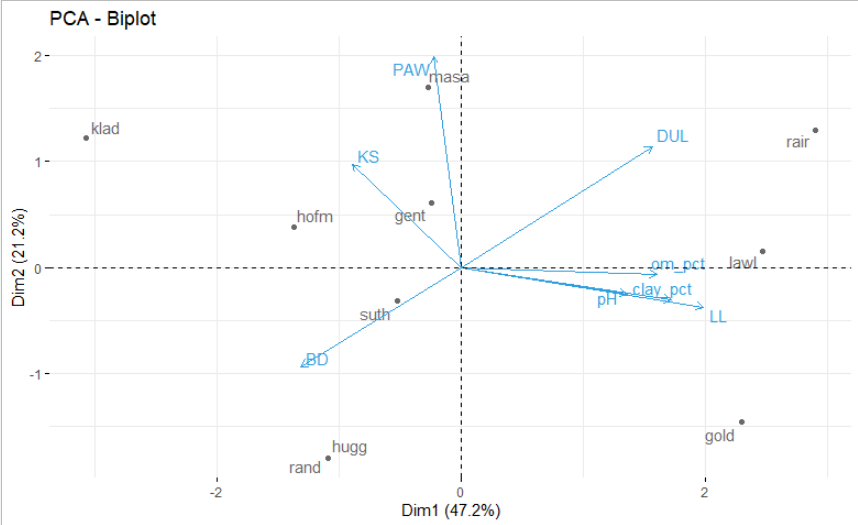 PCA - Biplot
2
PAW
masa
klad
DUL
rair
KS
1
hofm
gent
Dim2 (21.2%)
0
om_pct
lawl
clay_pct
pH
LL
suth
BD
-1
gold
hugg
rand
-2
0
2
Dim1 (47.2%)